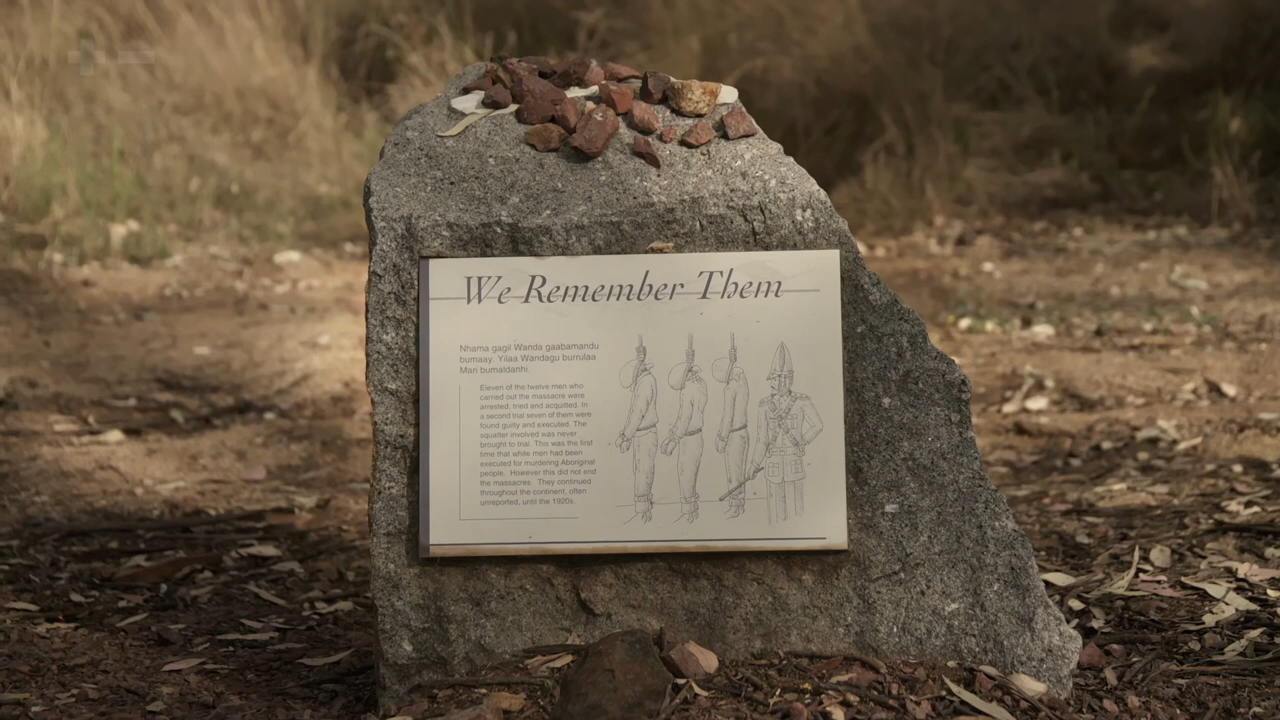 We Remember Them
Nhama gagil Wanda gaabamandu
bumaay. Yilaa Wandagu burrulaa
Mari bumaldanhi.
Eleven of the twelve men who
carried out the massacre were
arrested, tried and acquitted. In
a second trial seven of them were
found guilty and executed. The
squatter involved was never
brought to trial. This was the first
time that white men had been
executed for murdering Aboriginal
people. However this did not end
the massacres. They continued
throughout the continent, often
unreported, until the 1920s.